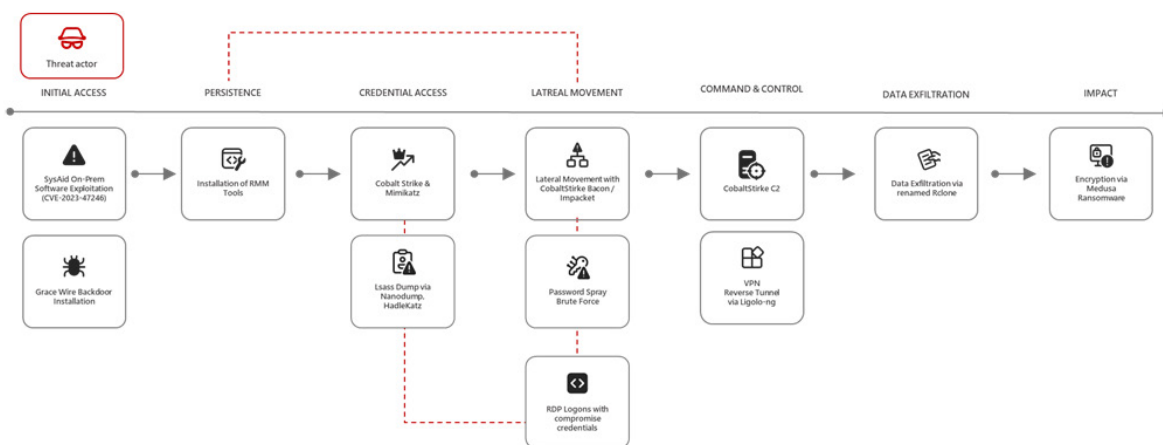 Threat actor
INITIAL ACCESS
PERSISTENCE
CREDENTIAL ACCESS
LATREAL MOVEMENT
COMMAND & CONTROL
DATA EXFILTRATION
IMPACT
SysAid On-Prem
Software Exploitation
(CVE-2023-47246)
Installation of RMM
Tools
Cobalt Strike &
Mimikatz
Lateral Movement with
CobaltStirke Bacon /
Impacket
CobaltStirke C2
Data Exfiltration via
renamed Rclone
Encryption via
Medusa
Ransomware
Grace Wire Backdoor
Installation
Lsass Dump via
Nanodump,
HadleKatz
Password Spray
Brute Force
VPN
Reverse Tunnel
via Ligolo-ng
RDP Logons with
compromise
credentials